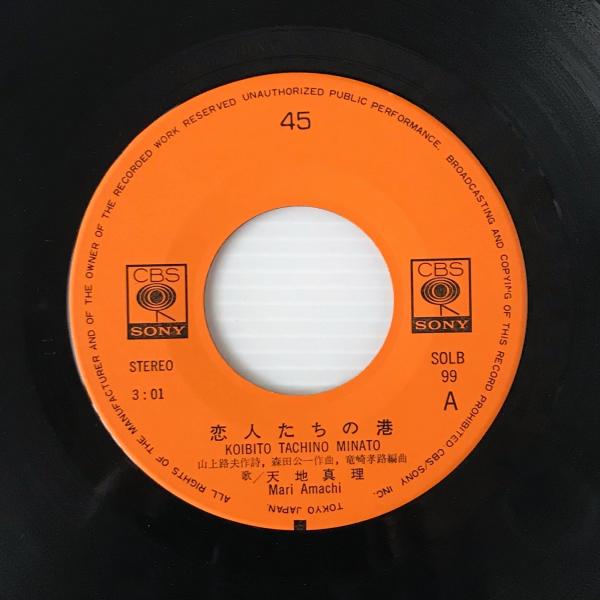 ALL RIGHTS OF THE MANUFACTURER AND OF THE OWNER OF THE RECORDED WORK RESERVED UNAUTHORIZED PUBLIC PERFORMANCE, BROADCASTING AND COPYING OF THIS RECORD PROHIBITED CBS/SONY INC.
TOKYO JAPAN.
45
CBS
SONY
CBS
SONY
STEREO
3:01
SOLB
99
A
恋人たちの港
KOIBITO TACHINO MINATO
山上路夫作詩, 森田公一作曲, 竜崎孝路編曲
歌/天地真理
Mari Amachi